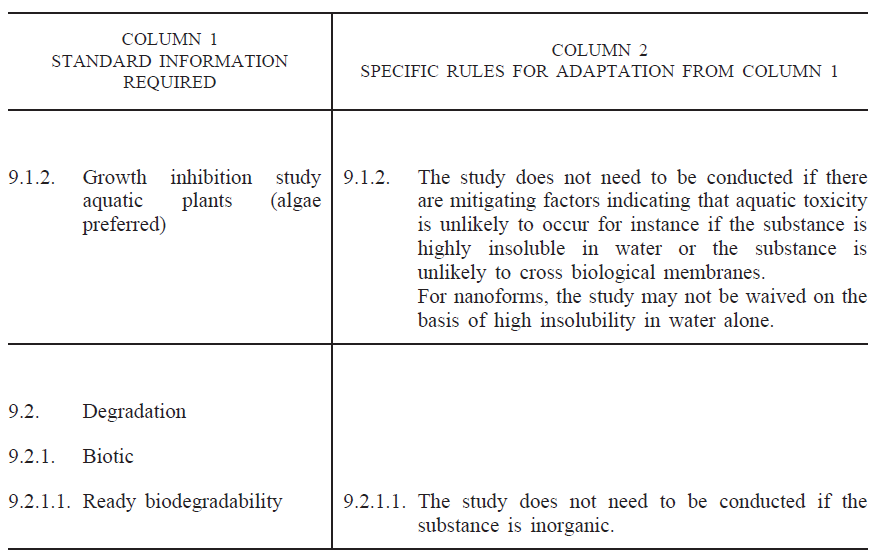 COLUMN 1
STANDARD INFORMATION
REQUIRED
COLUMN 2
SPECIFIC RULES FOR ADAPTATION FROM COLUMN 1
9.1.2. Growth inhibition study
aquatic plants (algae
preferred)
9.1.2. The study does not need to be conducted if there
are mitigating factors indicating that aquatic toxicity
is unlikely to occur for instance if the substance is
highly insoluble in water or the substance is
unlikely to cross biological membranes.
For nanoforms, the study may not be waived on the
basis of high insolubility in water alone.
9.2. Degradation
9.2.1. Biotic
9.2.1.1. Ready biodegradability
9.2.1.1. The study does not need to be conducted if the
substance is inorganic.